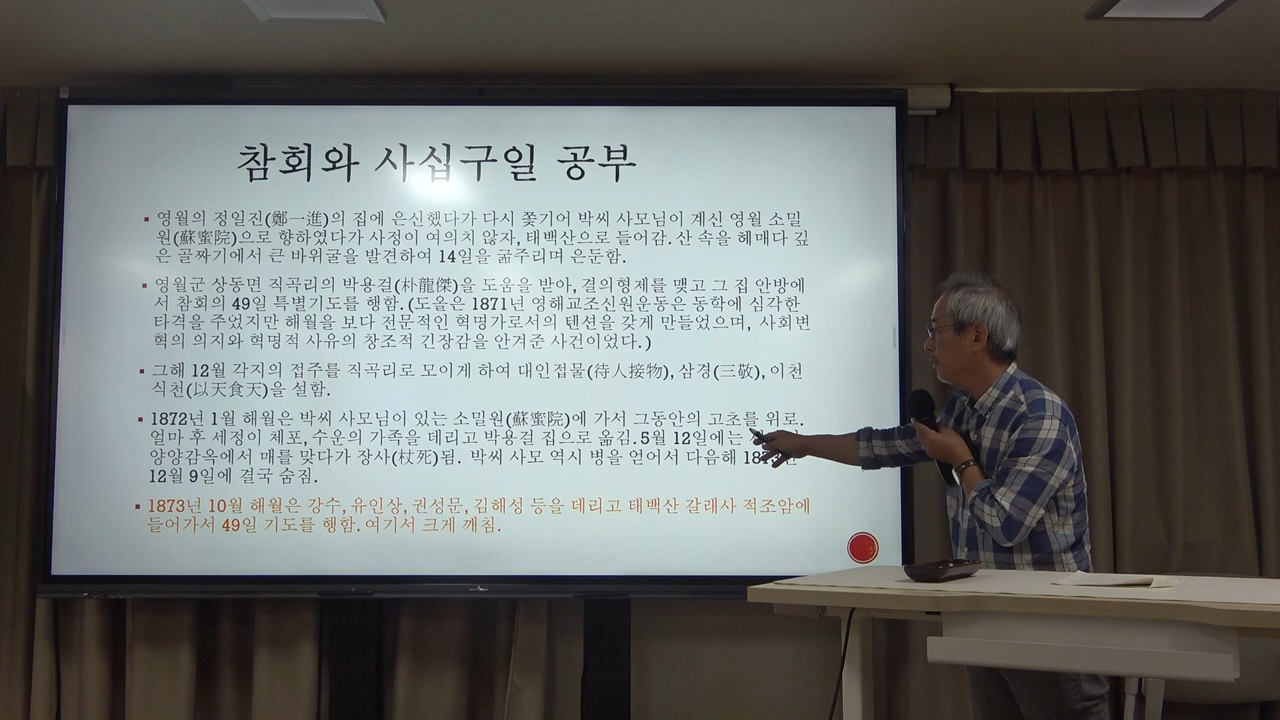 참회와 사십구일 공부
▪ 영월의 정일진(鄭一進)의 집에 은신했다가 다시 쫓기어 박씨 사모님이 계신 영월 소밀
원(蘇蜜院)으로 향하였다가 사정이 여의치 않자, 태백산으로 들어감. 산 속을 헤매다 깊
은 골짜기에서 큰 바위굴을 발견하여 14일을 굶주리며 은둔함.
▪ 영월군 상동면 직곡리의 박용걸(朴龍傑)을 도움을 받아, 결의형제를 맺고 그 집 안방에
서 참회의 49일 특별기도를 행함. (도올은 1871년 영해교조신원운동은 동학에 심각한
타격을 주었지만 해월을 보다 전문적인 혁명가로서의 텐션을 갖게 만들었으며, 사회변
혁의 의지와 혁명적 사유의 창조적 긴장감을 안겨준 사건이었다.)
▪ 그해 12월 각지의 접주를 직곡리로 모이게 하여 대인접물(待人接物), 삼경(三敬), 이천
식천(以天食天)을 설함.
▪ 1872년 1월 해월은 박씨 사모님이 있는 소밀원(蘇蜜院)에 가서 그동안의 고초를 위로.
얼마 후 세정이 체포, 수운의 가족을 데리고 박용걸 집으로 옮김. 5월 12일에는
양양감옥에서 매를 맞다가 장사(杖死)됨. 박씨 사모 역시 병을 얻어서 다음해
12월 9일에 결국 숨짐.
▪ 1873년 10월 해월은 강수, 유인상, 권성문, 김해성 등을 데리고 태백산 갈래사 적조암에
들어가서 49일 기도를 행함. 여기서 크게 깨침.